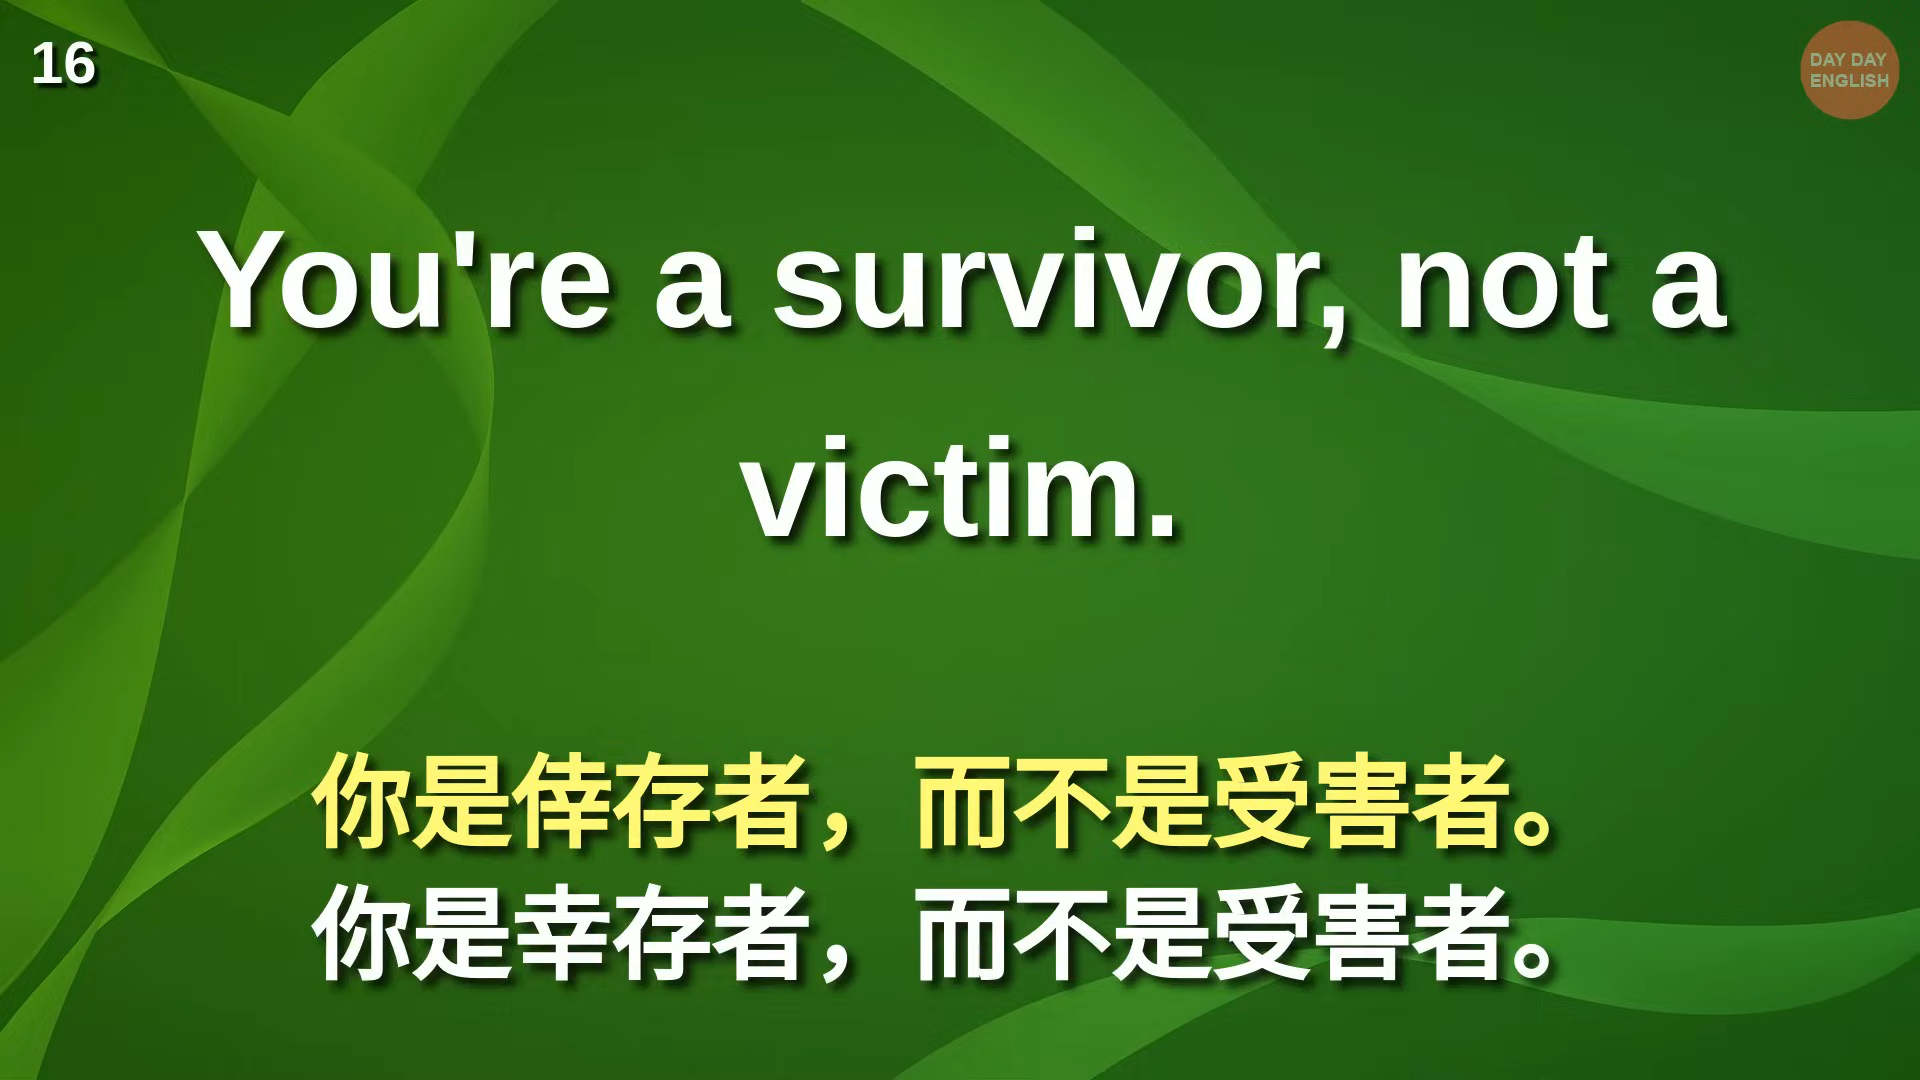 16
DAY DAY
ENGLISH
You're a survivor, not a
victim.
你是倖存者，而不是受害者。
你是幸存者，而不是受害者。